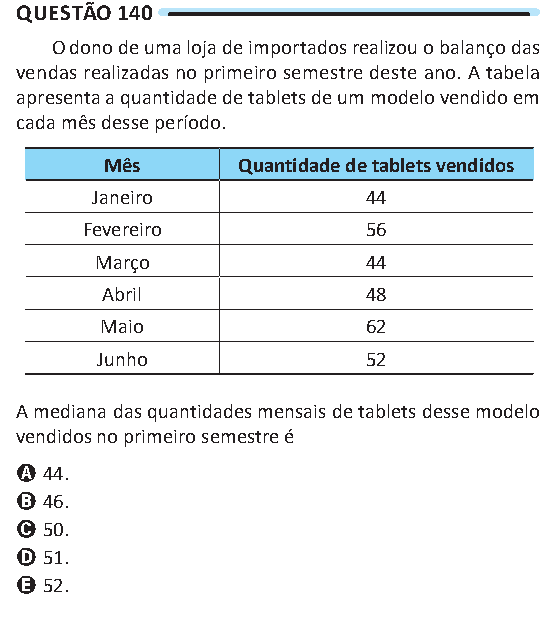 QUESTÃO 140
O dono de uma loja de importados realizou o balanço das
vendas realizadas no primeiro semestre deste ano. A tabela
apresenta a quantidade de tablets de um modelo vendido em
cada mês desse período.
Mês Quantidade de tablets vendidos
Janeiro 44
Fevereiro 56
Março 44
Abril 48
Maio 62
Junho 52
A mediana das quantidades mensais de tablets desse modelo
vendidos no primeiro semestre é
A 44.
B 46.
C 50.
D 51.
E 52.